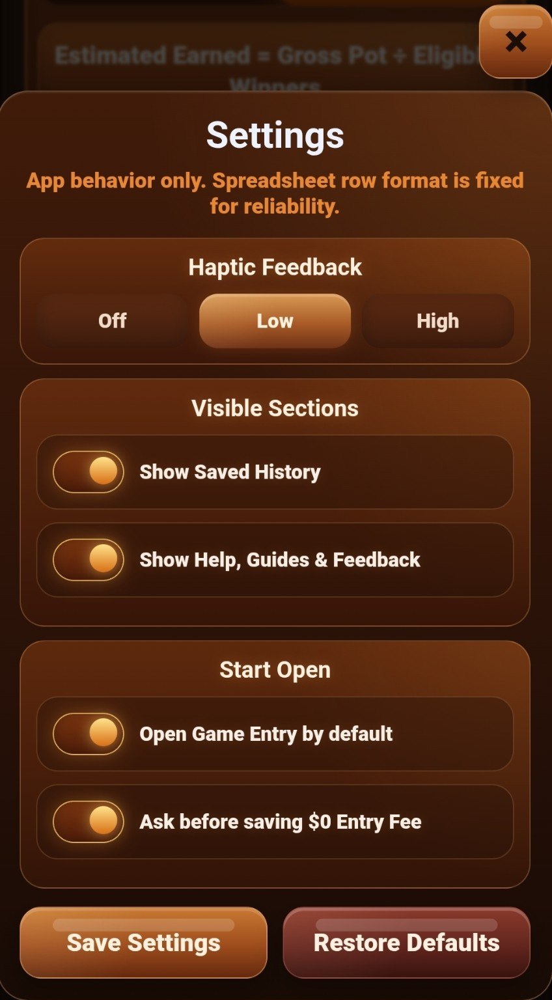 Estimated Earned = Gross Pot ÷
Winners
Settings
App behavior only. Spreadsheet row format is fixed
for reliability.
Haptic Feedback
Off
Low
High
Visible Sections
Show Saved History
Show Help, Guides & Feedback
Start Open
Open Game Entry by default
Ask before saving $0 Entry Fee
Save Settings
Restore Defaults